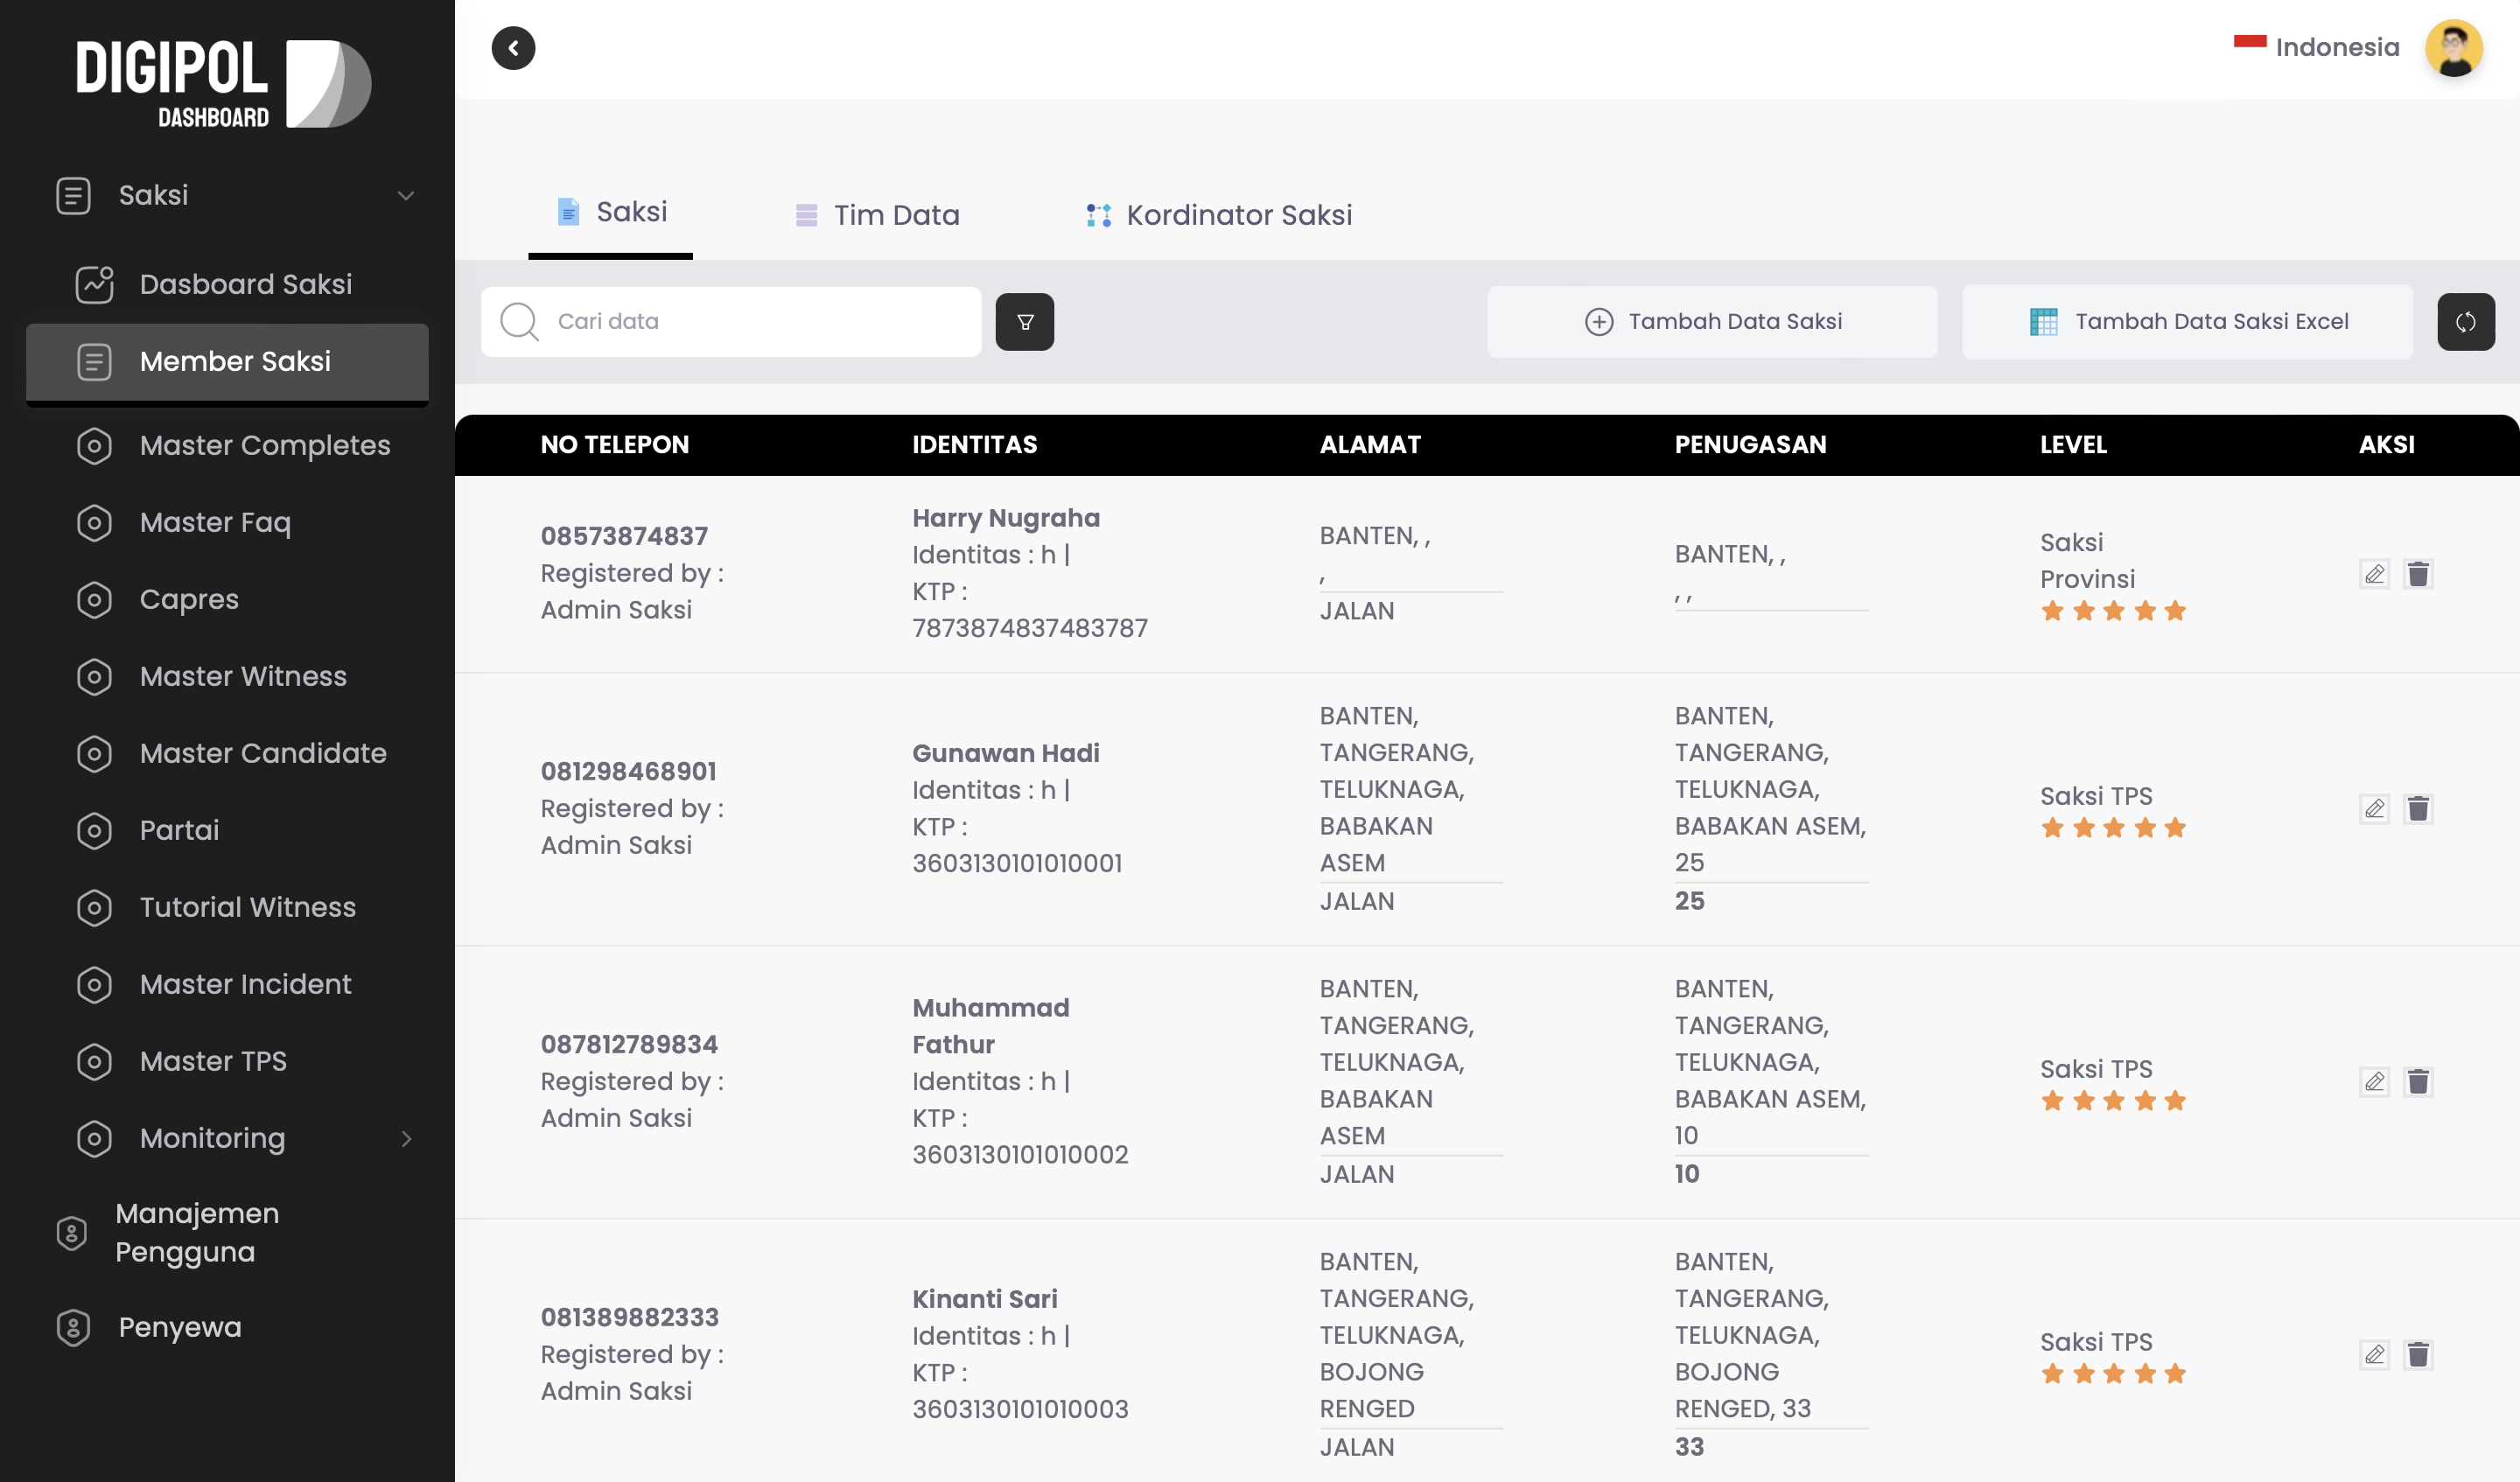 DIGIPOL
DASHBOARD
Saksi
Dasboard Saksi
Member Saksi
Master Completes
Master Faq
Capres
Master Witness
Master Candidate
Partai
Tutorial Witness
Master Incident
Master TPS
Monitoring
Manajemen
Pengguna
Penyewa
Indonesia
Saksi
Tim Data
Kordinator Saksi
Cari data
Tambah Data Saksi
Tambah Data Saksi Excel
NO TELEPON
IDENTITAS
ALAMAT
PENUGASAN
LEVEL
AKSI
08573874837
Registered by :
Admin Saksi
Harry Nugraha
Identitas : h |
KTP :
7873874837483787
BANTEN, ,
,
JALAN
BANTEN, ,
, ,
Saksi
Provinsi
081298468901
Registered by :
Admin Saksi
Gunawan Hadi
Identitas : h |
KTP :
3603130101010001
BANTEN,
TANGERANG,
TELUKNAGA,
BABAKAN
ASEM
JALAN
BANTEN,
TANGERANG,
TELUKNAGA,
BABAKAN ASEM,
25
25
Saksi TPS
087812789834
Registered by :
Admin Saksi
Muhammad
Fathur
Identitas : h |
KTP :
3603130101010002
BANTEN,
TANGERANG,
TELUKNAGA,
BABAKAN
ASEM
JALAN
BANTEN,
TANGERANG,
TELUKNAGA,
BABAKAN ASEM,
10
10
Saksi TPS
081389882333
Registered by :
Admin Saksi
Kinanti Sari
Identitas : h |
KTP :
3603130101010003
BANTEN,
TANGERANG,
TELUKNAGA,
BOJONG
RENGED
JALAN
BANTEN,
TANGERANG,
TELUKNAGA,
BOJONG
RENGED, 33
33
Saksi TPS